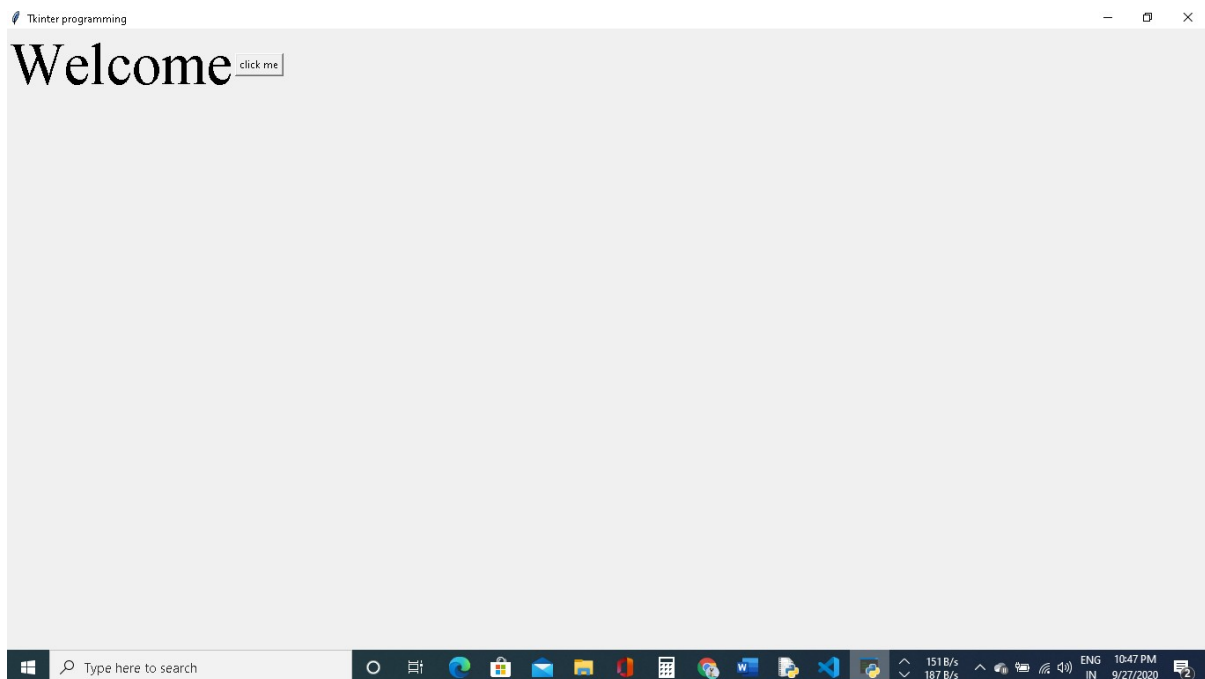 Tkinter programming
Welcome
click me
Type here to search
151 B/s
187 B/s
ENG
IN
10:47 PM
9/27/2020
2